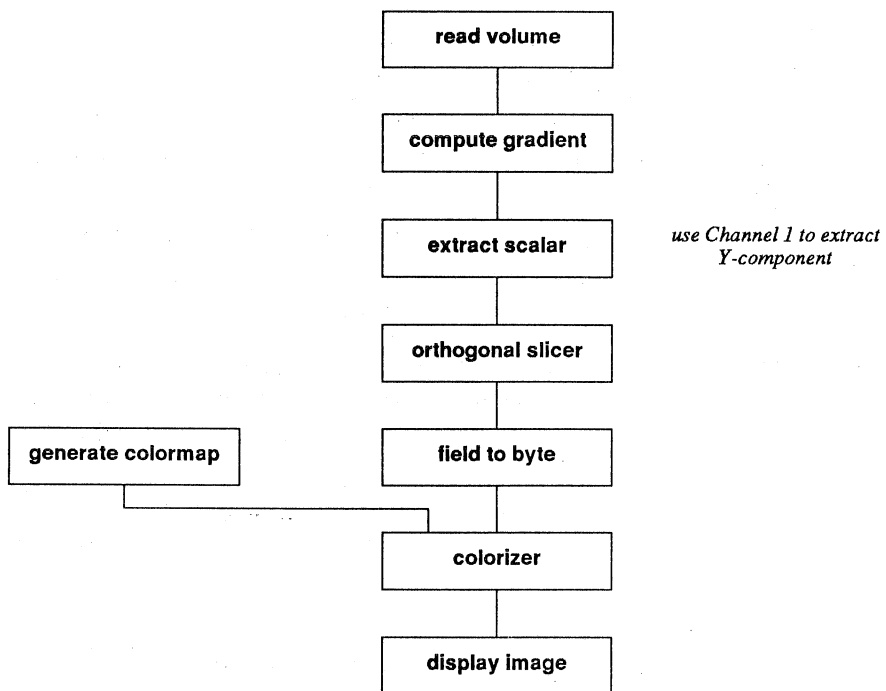 read volume
compute gradient
extract scalar
use Channel 1 to extract
Y-component
orthogonal slicer
generate colormap
field to byte
colorizer
display image